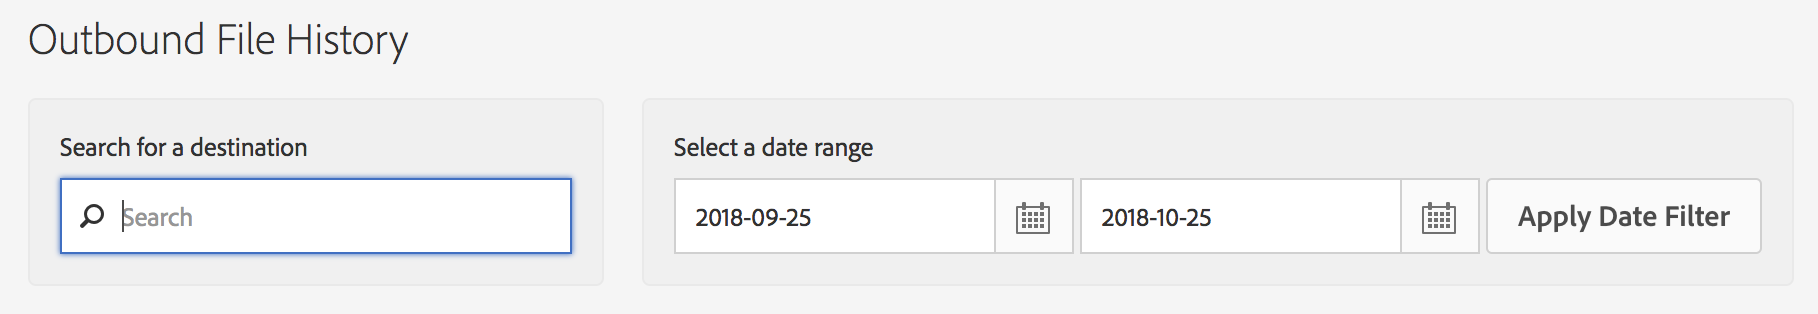 Outbound File History
Search for a destination
Search
Select a date range
2018-09-25
2018-10-25
Apply Date Filter